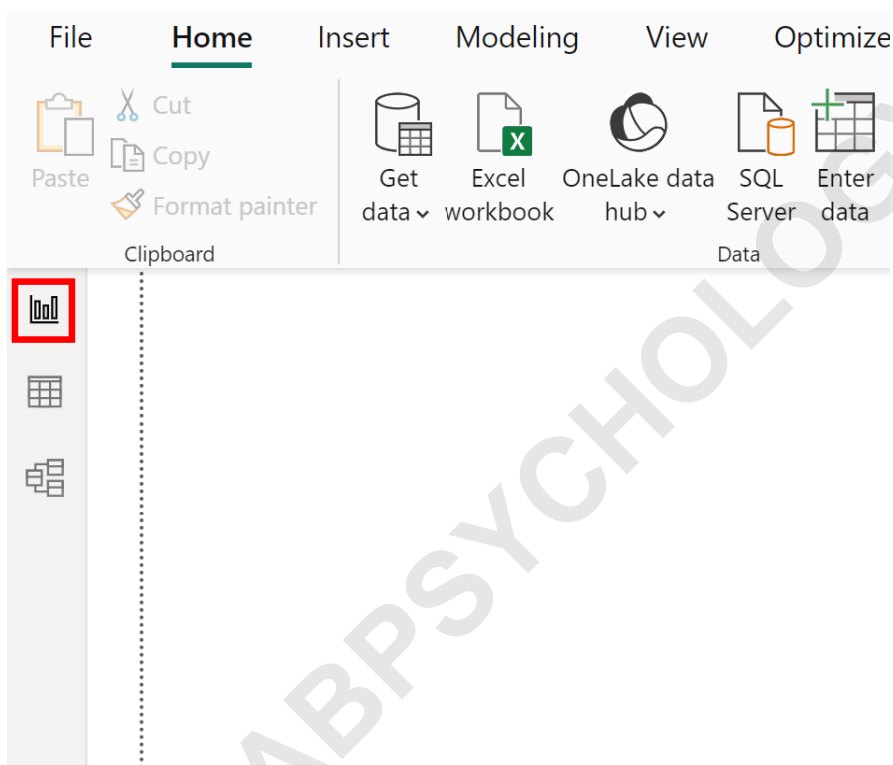 File Home Insert Modeling View Optimize
Cut
Copy
Paste
Format painter
Clipboard
Get data
Excel workbook
X
OneLake data hub
SQL Server
Enter data
Data
ABPSYCHOLOG